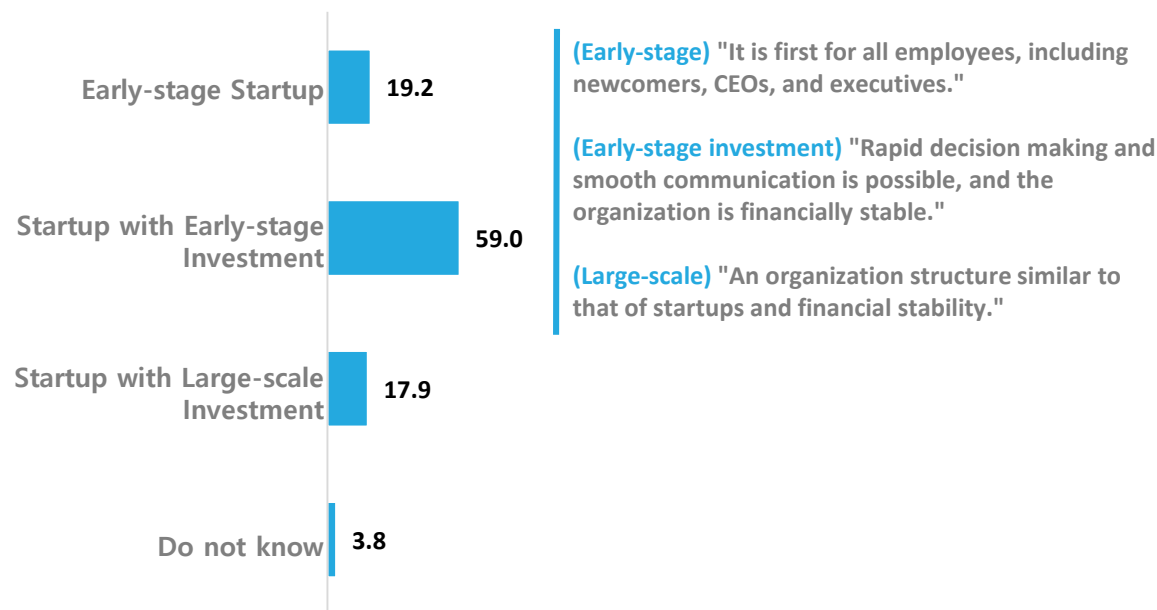 Early-stage Startup
19.2
Startup with Early-stage
Investment
59.0
Startup with Large-scale
Investment
17.9
Do not know
3.8
(Early-stage) "It is first for all employees, including
newcomers, CEOs, and executives."
(Early-stage investment) "Rapid decision making and
smooth communication is possible, and the
organization is financially stable."
(Large-scale) "An organization structure similar to
that of startups and financial stability."